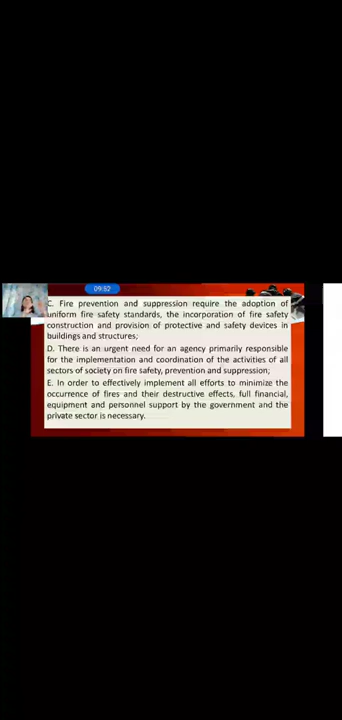 09:52
C. Fire prevention and suppression require the adoption of
uniform fire safety standards, the incorporation of fire safety
construction and provision of protective and safety devices in
buildings and structures;
D. There is an urgent need for an agency primarily responsible
for the implementation and coordination of the activities of all
sectors of society on fire safety, prevention and suppression;
E. In order to effectively implement all efforts to minimize the
occurrence of fires and their destructive effects, full financial,
equipment and personnel support by the government and the
private sector is necessary.